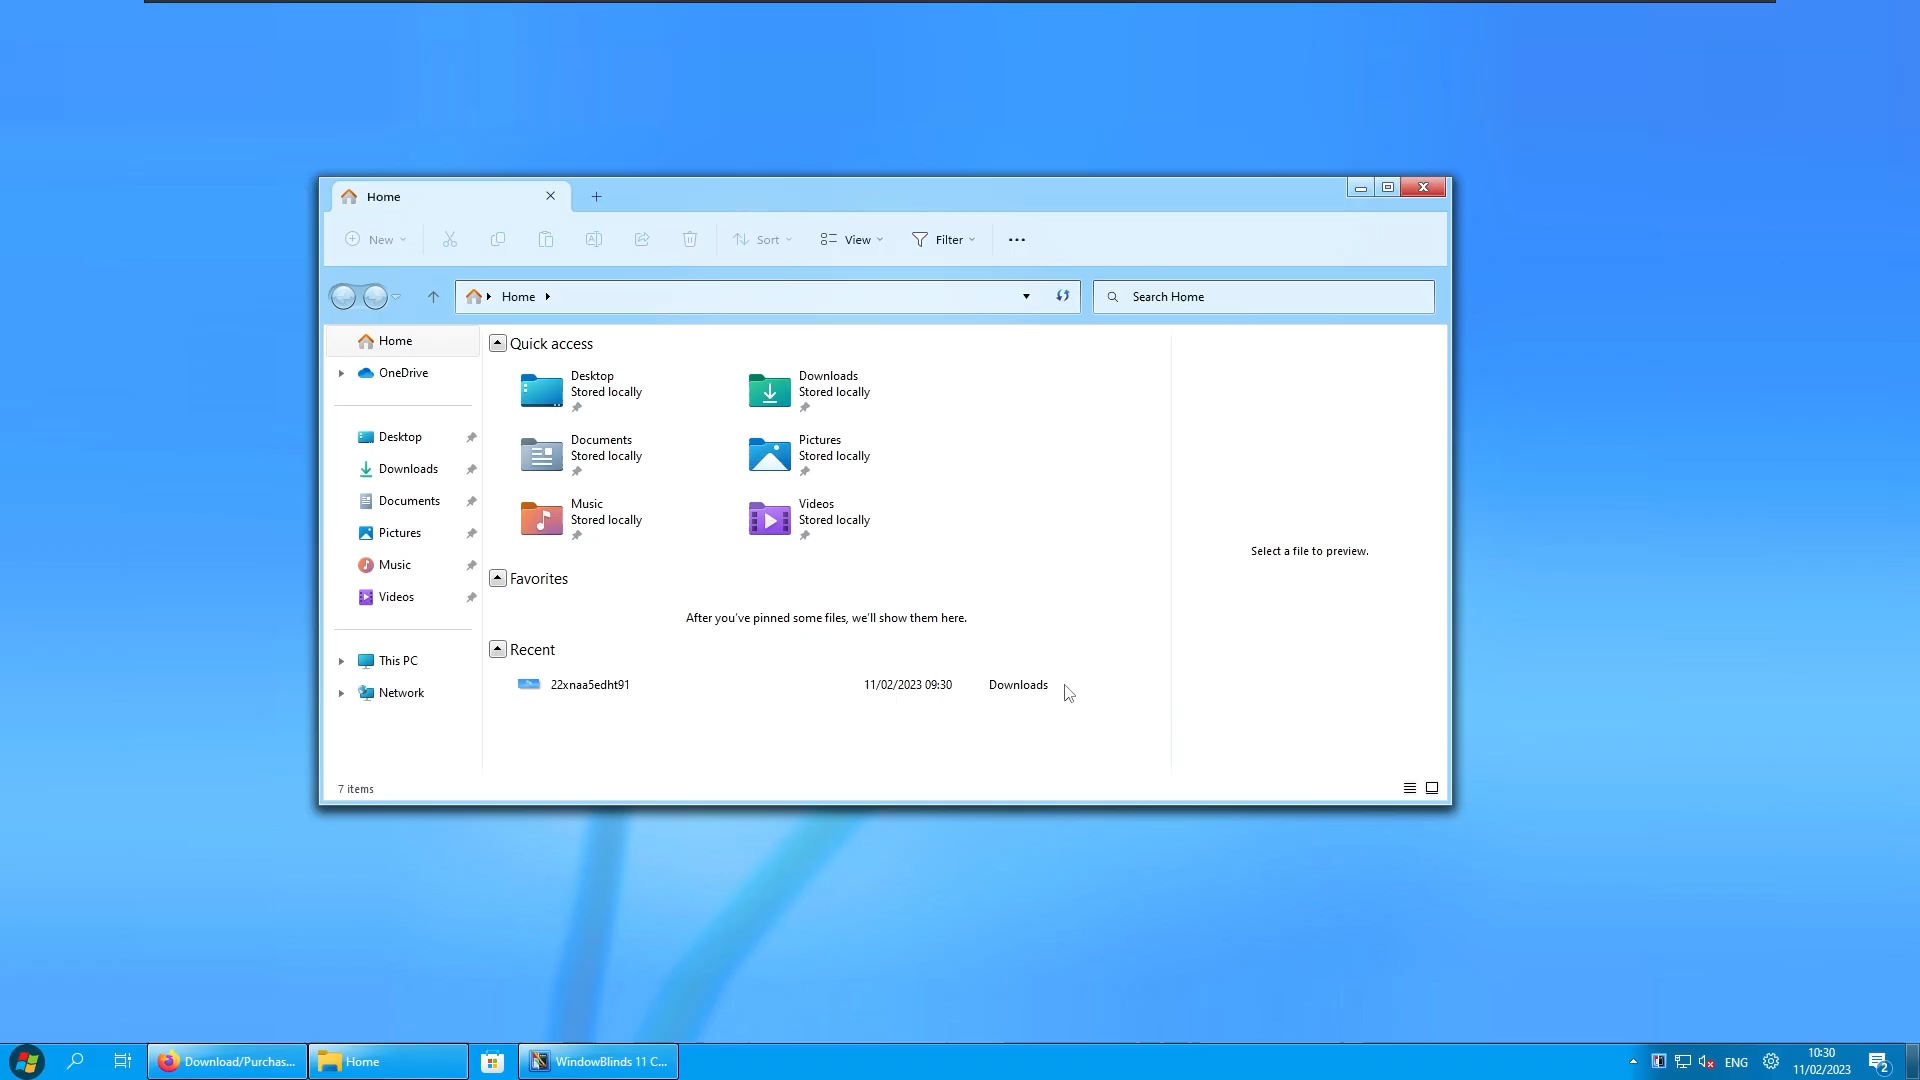 Home
New
Sort
View
Filter
Home
Search Home
Home
OneDrive
Desktop
Downloads
Documents
Pictures
Music
Videos
This PC
Network
Quick access
Desktop
Stored locally
Downloads
Stored locally
Documents
Stored locally
Pictures
Stored locally
Music
Stored locally
Videos
Stored locally
Favorites
After you've pinned some files, we'll show them here.
Recent
22xnaa5edht91 11/02/2023 09:30 Downloads
Select a file to preview.
7 items
Download/Purchas...
Home
WindowBlinds 11 C...
ENG
10:30
11/02/2023
2